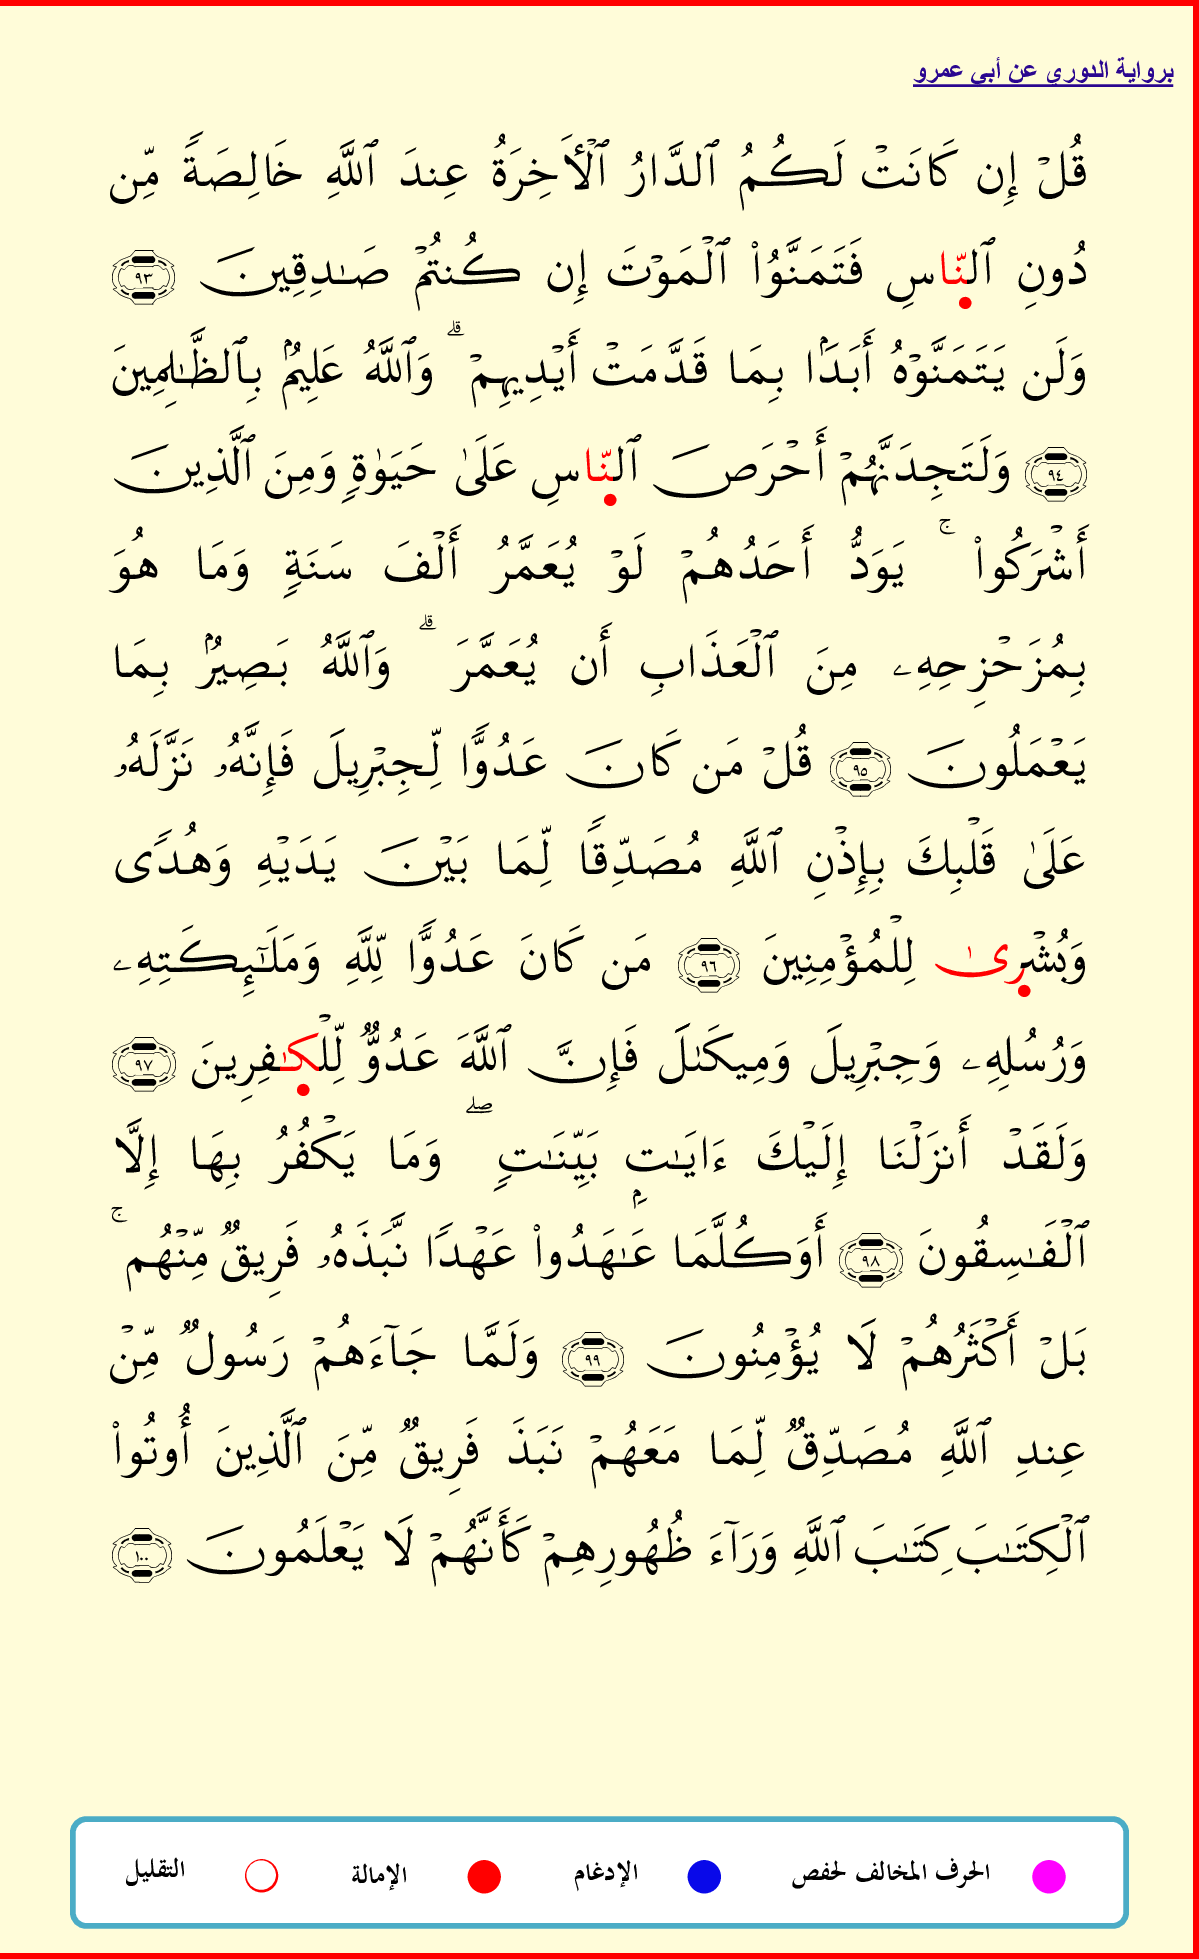 برواية الدوري عن أبي عمرو
قُلۡ إِن كَانَتۡ لَكُمُ ٱلدَّارُ ٱلۡأَخِرَةُ عِندَ ٱللَّهِ خَالِصَةً مِّن
دُونِ ٱلنّاسِ فَتَمَنَّوُاْ ٱلۡمَوۡتَ إِن كُنتُمۡ صَٰدِقِينَ ٩٣
وَلَن يَتَمَنَّوۡهُ أَبَدَۢا بِمَا قَدَّمَتۡ أَيۡدِيهِمۡ ۗ وَٱللَّهُ عَلِيمُۢ بِٱلظَّٰلِمِينَ
٩٤ وَلَتَجِدَنَّهُمۡ أَحۡرَصَ ٱلنّاسِ عَلَىٰ حَيَوٰةٍ وَمِنَ ٱلَّذِينَ
أَشۡرَكُواْ ۚ يَوَدُّ أَحَدُهُمۡ لَوۡ يُعَمَّرُ أَلۡفَ سَنَةٍ وَمَا هُوَ
بِمُزَحۡزِحِهِۦ مِنَ ٱلۡعَذَابِ أَن يُعَمَّرَ ۗ وَٱللَّهُ بَصِيرُۢ بِمَا
يَعۡمَلُونَ ٩٥ قُلۡ مَن كَانَ عَدُوًّا لِّجِبۡرِيلَ فَإِنَّهُۥ نَزَّلَهُۥ
عَلَىٰ قَلۡبِكَ بِإِذۡنِ ٱللَّهِ مُصَدِّقًا لِّمَا بَيۡنَ يَدَيۡهِ وَهُدًى
وَبُشۡرِىٰ لِلۡمُؤۡمِنِينَ ٩٦ مَن كَانَ عَدُوًّا لِّلَّهِ وَمَلَٰٓئِكَتِهِۦ
وَرُسُلِهِۦ وَجِبۡرِيلَ وَمِيكَىٰلَ فَإِنَّ ٱللَّهَ عَدُوٌّ لِّلۡكٰفِرِينَ ٩٧
وَلَقَدۡ أَنزَلۡنَا إِلَيۡكَ ءَايَٰتِۭ بَيِّنَٰتٍ ۖ وَمَا يَكۡفُرُ بِهَا إِلَّا
ٱلۡفَٰسِقُونَ ٩٨ أَوَكُلَّمَا عَٰهَدُواْ عَهۡدًا نَّبَذَهُۥ فَرِيقٌ مِّنۡهُم ۚ
بَلۡ أَكۡثَرُهُمۡ لَا يُؤۡمِنُونَ ٩٩ وَلَمَّا جَآءَهُمۡ رَسُولٌ مِّنۡ
عِندِ ٱللَّهِ مُصَدِّقٌ لِّمَا مَعَهُمۡ نَبَذَ فَرِيقٌ مِّنَ ٱلَّذِينَ أُوتُواْ
ٱلۡكِتَٰبَ كِتَٰبَ ٱللَّهِ وَرَآءَ ظُهُورِهِمۡ كَأَنَّهُمۡ لَا يَعۡلَمُونَ ١٠٠
الحرف المخالف لحفص الإدغام الإمالة التقليل